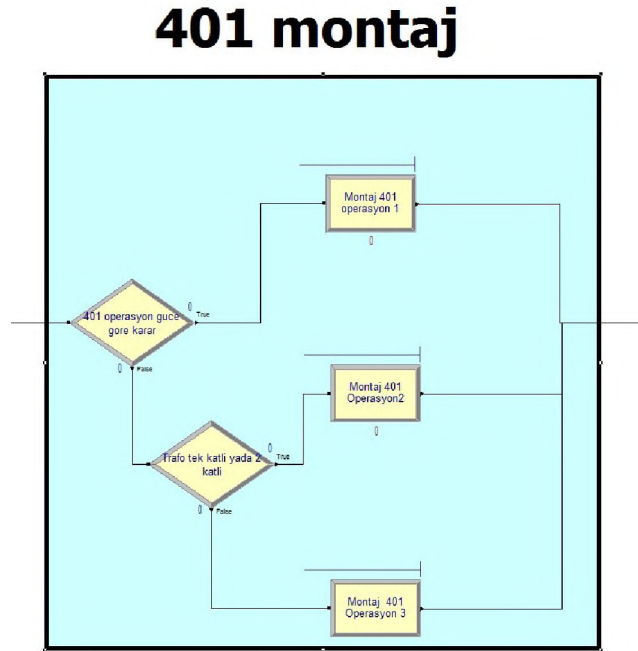 401 montaj
Montaj 401
operasyon 1
0
401 operasyon guce
gore karar
0
True
0
False
Montaj 401
Operasyon2
0
Trafo tek katli yada 2
katli
0
True
0
False
Montaj 401
Operasyon 3